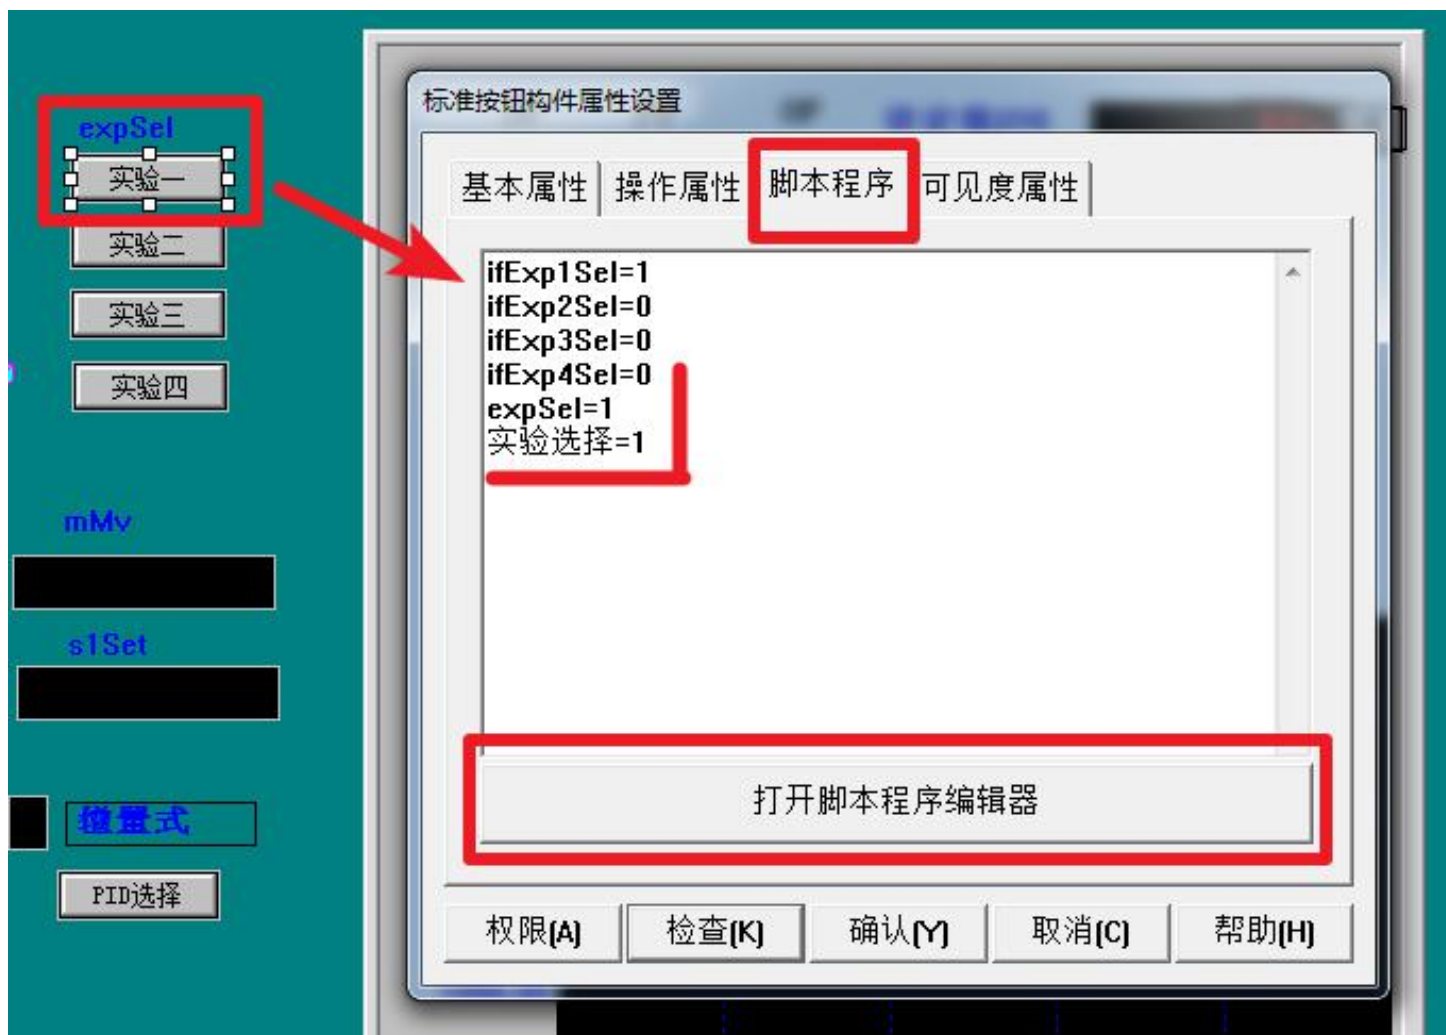 expSel
实验一
实验二
实验三
实验四
mMv
s1Set
PID选择
标准按钮构件属性设置
基本属性 操作属性 脚本程序 可见度属性
ifExp1Sel=1
ifExp2Sel=0
ifExp3Sel=0
ifExp4Sel=0
expSel=1
实验选择=1
打开脚本程序编辑器
权限(A) 检查(K) 确认(Y) 取消(C) 帮助(H)